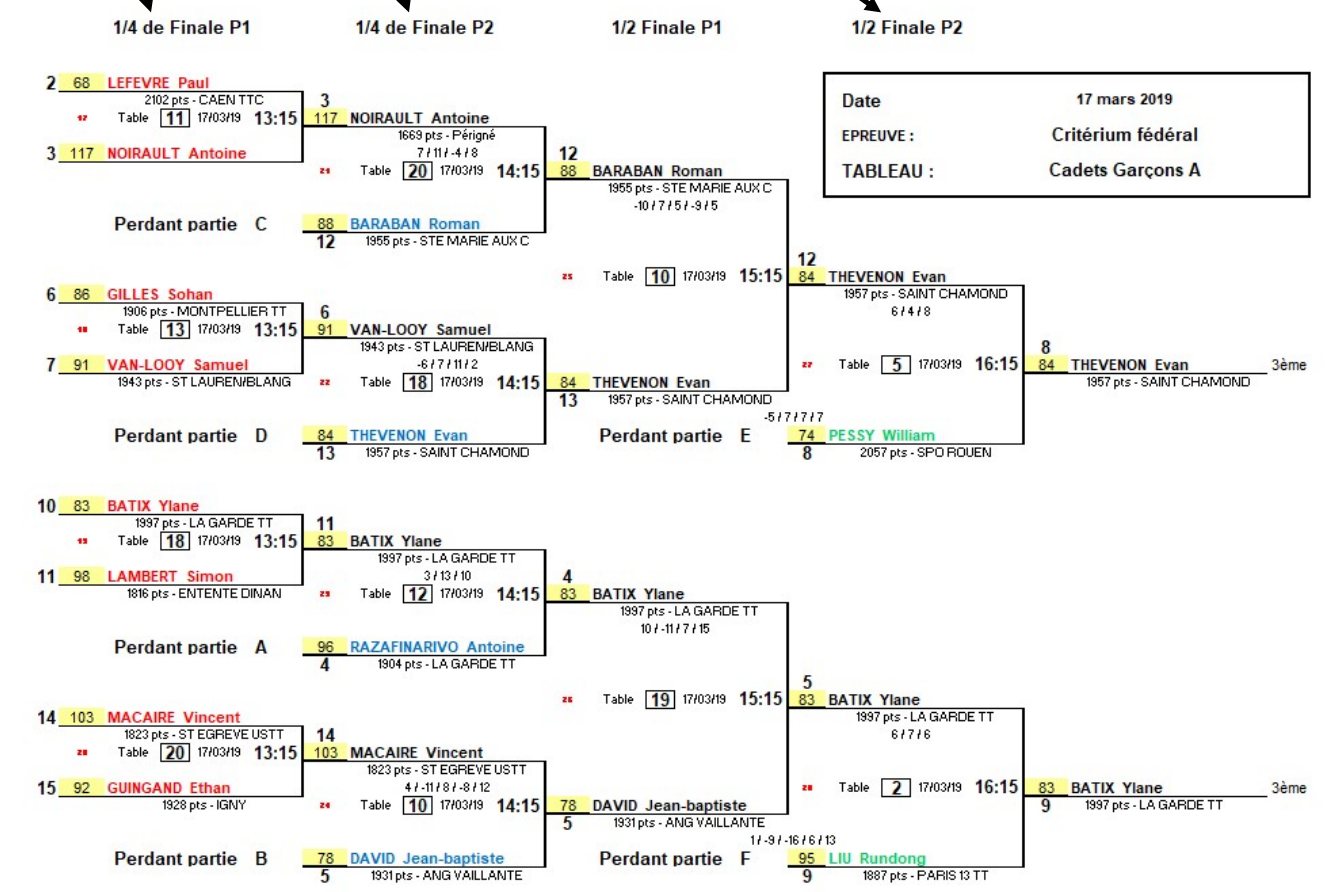 1/4 de Finale P1 1/4 de Finale P2 1/2 Finale P1 1/2 Finale P2
Date 17 mars 2019
EPREUVE : Critérium fédéral
TABLEAU : Cadets Garçons A
2 68 LEFEVRE Paul
2102 pts - CAEN TTC
17 Table 11 17/03/19 13:15
3 117 NOIRAULT Antoine
3
117 NOIRAULT Antoine
1669 pts - Périgné
7 / 11 / -4 / 8
21 Table 20 17/03/19 14:15
Perdant partie C
88 BARABAN Roman
12 1955 pts - STE MARIE AUX C
12
88 BARABAN Roman
1955 pts - STE MARIE AUX C
-10 / 7 / 5 / -9 / 5
25 Table 10 17/03/19 15:15
6 86 GILLES Sohan
1906 pts - MONTPELLIER TT
18 Table 13 17/03/19 13:15
7 91 VAN-LOOY Samuel
1943 pts - ST LAUREN/BLANG
6
91 VAN-LOOY Samuel
1943 pts - ST LAUREN/BLANG
-6 / 7 / 11 / 2
22 Table 18 17/03/19 14:15
Perdant partie D
84 THEVENON Evan
13 1957 pts - SAINT CHAMOND
84 THEVENON Evan
13 1957 pts - SAINT CHAMOND
12
84 THEVENON Evan
1957 pts - SAINT CHAMOND
6 / 4 / 8
27 Table 5 17/03/19 16:15
-5 / 7 / 7 / 7
Perdant partie E
74 PESSY William
8 2057 pts - SPO ROUEN
8
84 THEVENON Evan 3ème
1957 pts - SAINT CHAMOND
10 83 BATIX Ylane
1997 pts - LA GARDE TT
19 Table 18 17/03/19 13:15
11 98 LAMBERT Simon
1816 pts - ENTENTE DINAN
11
83 BATIX Ylane
1997 pts - LA GARDE TT
3 / 13 / 10
23 Table 12 17/03/19 14:15
Perdant partie A
96 RAZAFINARIVO Antoine
4 1904 pts - LA GARDE TT
4
83 BATIX Ylane
1997 pts - LA GARDE TT
10 / -11 / 7 / 15
26 Table 19 17/03/19 15:15
14 103 MACAIRE Vincent
1823 pts - ST EGREVE USTT
20 Table 20 17/03/19 13:15
15 92 GUINGAND Ethan
1928 pts - IGNY
14
103 MACAIRE Vincent
1823 pts - ST EGREVE USTT
4 / -11 / 8 / -8 / 12
24 Table 10 17/03/19 14:15
Perdant partie B
78 DAVID Jean-baptiste
5 1931 pts - ANG VAILLANTE
78 DAVID Jean-baptiste
5 1931 pts - ANG VAILLANTE
5
83 BATIX Ylane
1997 pts - LA GARDE TT
6 / 7 / 6
28 Table 2 17/03/19 16:15
1 / -9 / -16 / 6 / 13
Perdant partie F
95 LIU Rundong
9 1887 pts - PARIS 13 TT
83 BATIX Ylane 3ème
9 1997 pts - LA GARDE TT